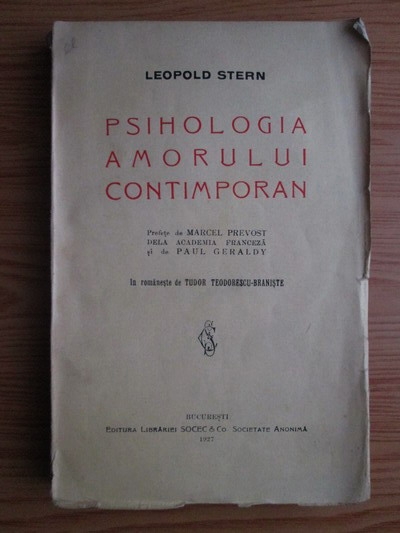 LEOPOLD STERN
PSIHOLOGIA
AMORULUI
CONTIMPORAN
Prefețe de MARCEL PREVOST
DELA ACADEMIA FRANCEZĂ
și de PAUL GERALDY
In românește de TUDOR TEODORESCU-BRANIȘTE
BUCUREȘTI
EDITURA LIBRĂRIEI SOCEC & Co. SOCIETATE ANONIMĂ
1927